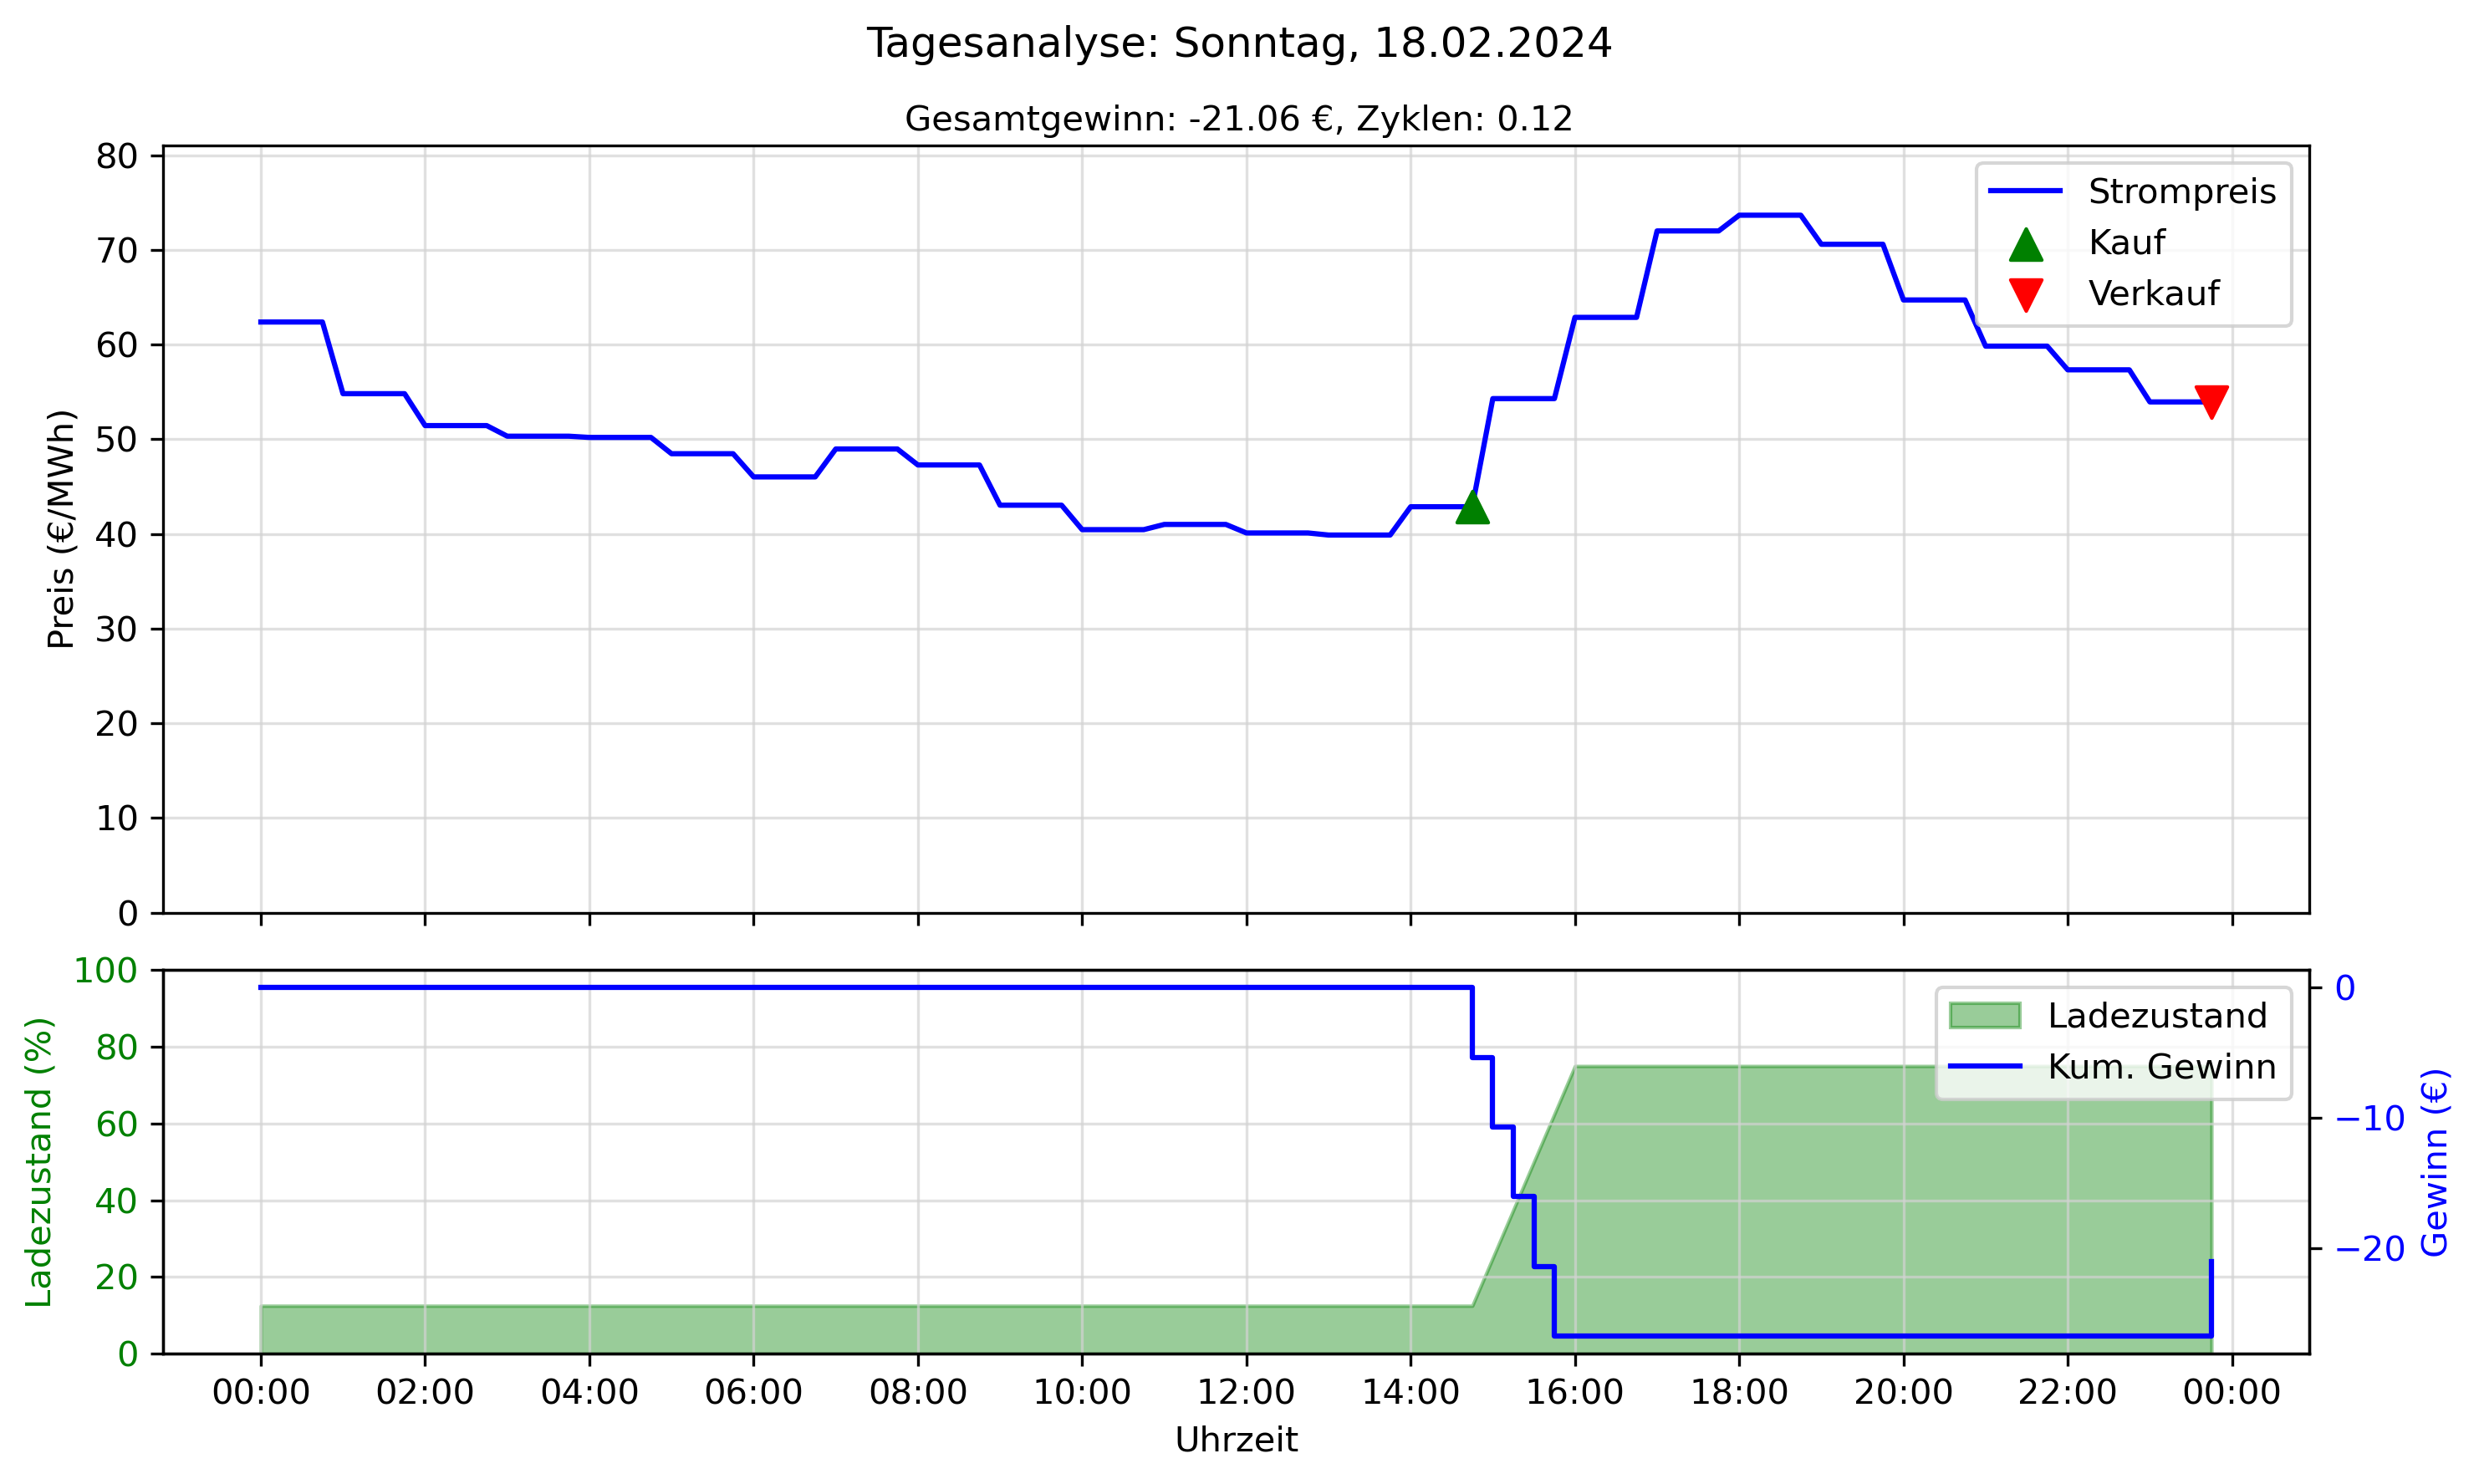 Tagesanalyse: Sonntag, 18.02.2024
Gesamtgewinn: -21.06 €, Zyklen: 0.12
80
70
60
50
40
30
20
10
0
Preis (€/MWh)
Strompreis
Kauf
Verkauf
100
80
60
40
20
0
Ladezustand (%)
Ladezustand
Kum. Gewinn
0
−10
−20
Gewinn (€)
00:00 02:00 04:00 06:00 08:00 10:00 12:00 14:00 16:00 18:00 20:00 22:00 00:00
Uhrzeit